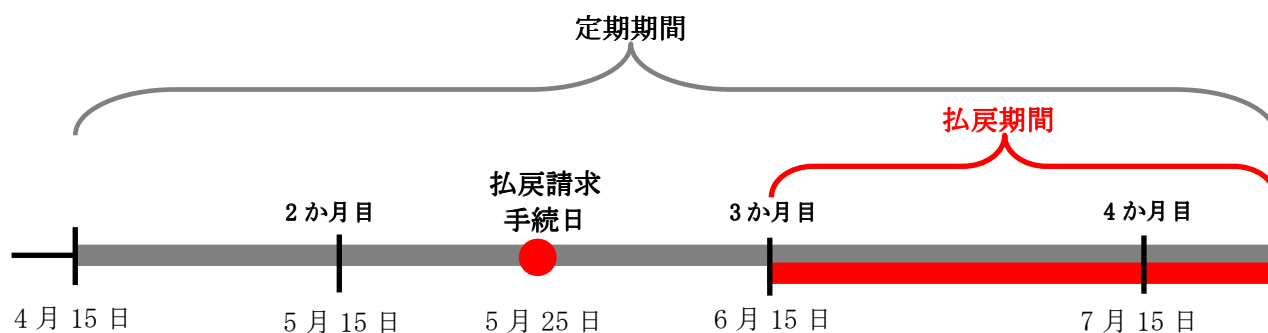 定期期間
払戻期間
払戻請求
手続日
2か月目
3か月目
4か月目
4月15日
5月15日
5月25日
6月15日
7月15日